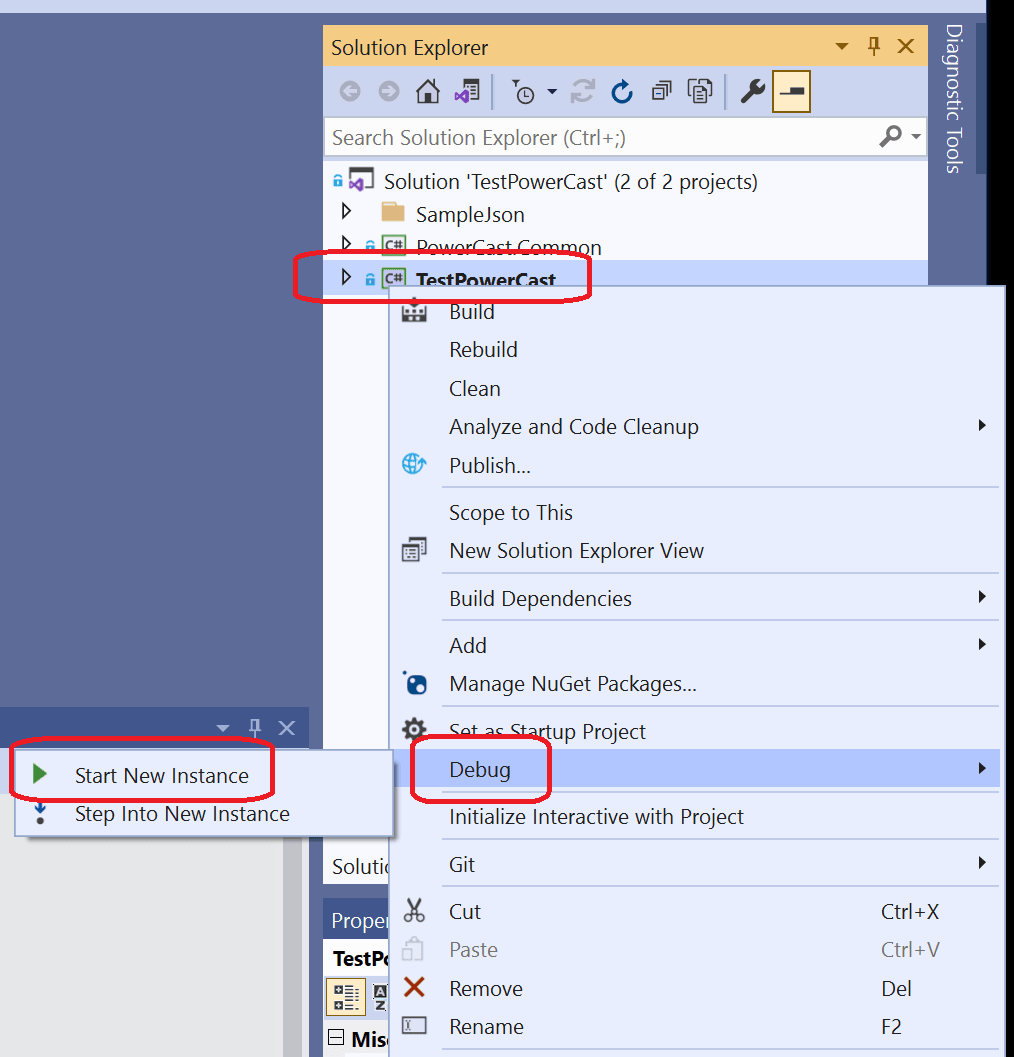 Solution Explorer
Diagnostic Tools
Search Solution Explorer (Ctrl+;)
Solution 'TestPowerCast' (2 of 2 projects)
SampleJson
C# PowerCast.Common
C# TestPowerCast
Build
Rebuild
Clean
Analyze and Code Cleanup
Publish...
Scope to This
New Solution Explorer View
Build Dependencies
Add
Manage NuGet Packages...
Set as Startup Project
Debug
Start New Instance
Step Into New Instance
Initialize Interactive with Project
Git
Soluti
Cut Ctrl+X
Proper
Paste Ctrl+V
TestPo
Remove Del
A
Z
Rename F2
Misc